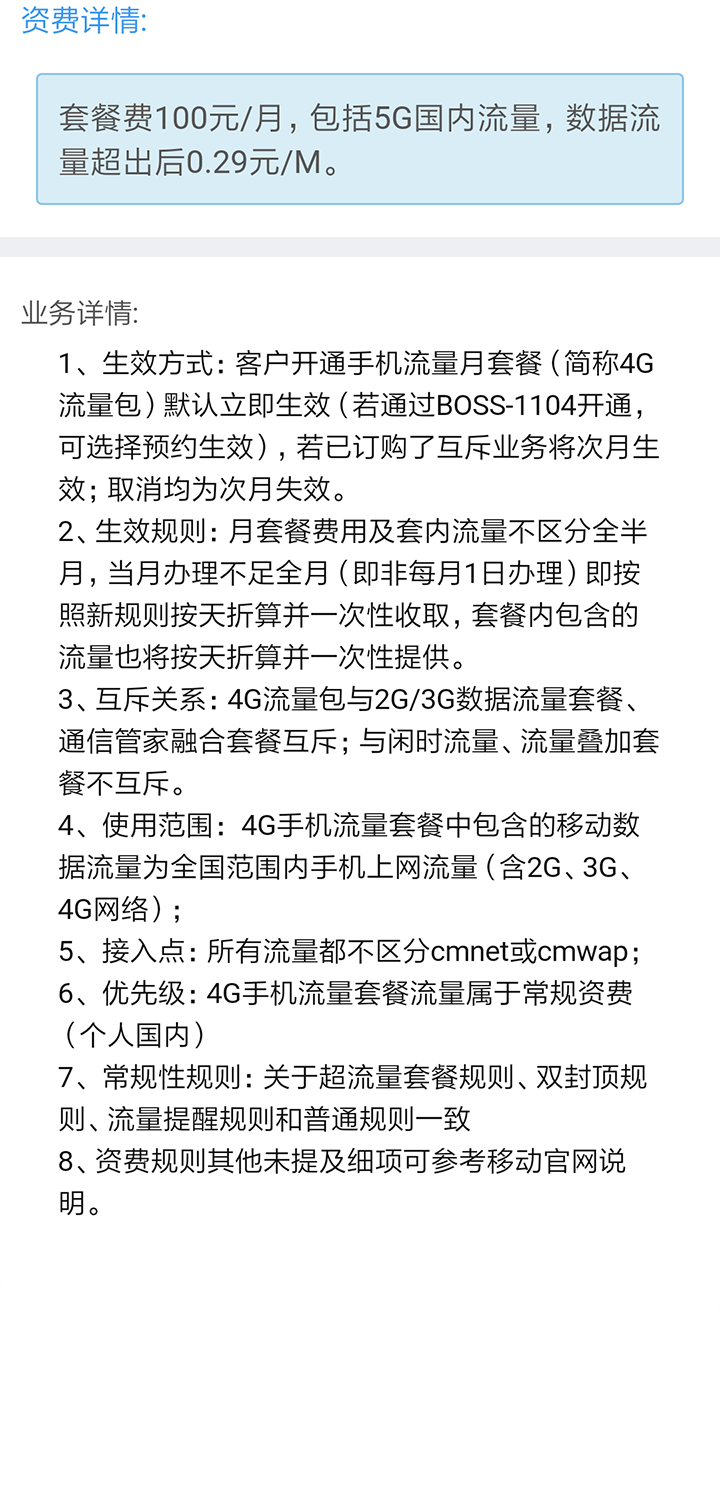 资费详情:
套餐费100元/月，包括5G国内流量，数据流
量超出后0.29元/M。
业务详情:
1、生效方式：客户开通手机流量月套餐（简称4G
流量包）默认立即生效（若通过BOSS-1104开通，
可选择预约生效），若已订购了互斥业务将次月生
效；取消均为次月失效。
2、生效规则：月套餐费用及套内流量不区分全半
月，当月办理不足全月（即非每月1日办理）即按
照新规则按天折算并一次性收取，套餐内包含的
流量也将按天折算并一次性提供。
3、互斥关系：4G流量包与2G/3G数据流量套餐、
通信管家融合套餐互斥；与闲时流量、流量叠加套
餐不互斥。
4、使用范围：4G手机流量套餐中包含的移动数
据流量为全国范围内手机上网流量（含2G、3G、
4G网络）；
5、接入点：所有流量都不区分cmnet或cmwap；
6、优先级：4G手机流量套餐流量属于常规资费
（个人国内）
7、常规性规则：关于超流量套餐规则、双封顶规
则、流量提醒规则和普通规则一致
8、资费规则其他未提及细项可参考移动官网说
明。